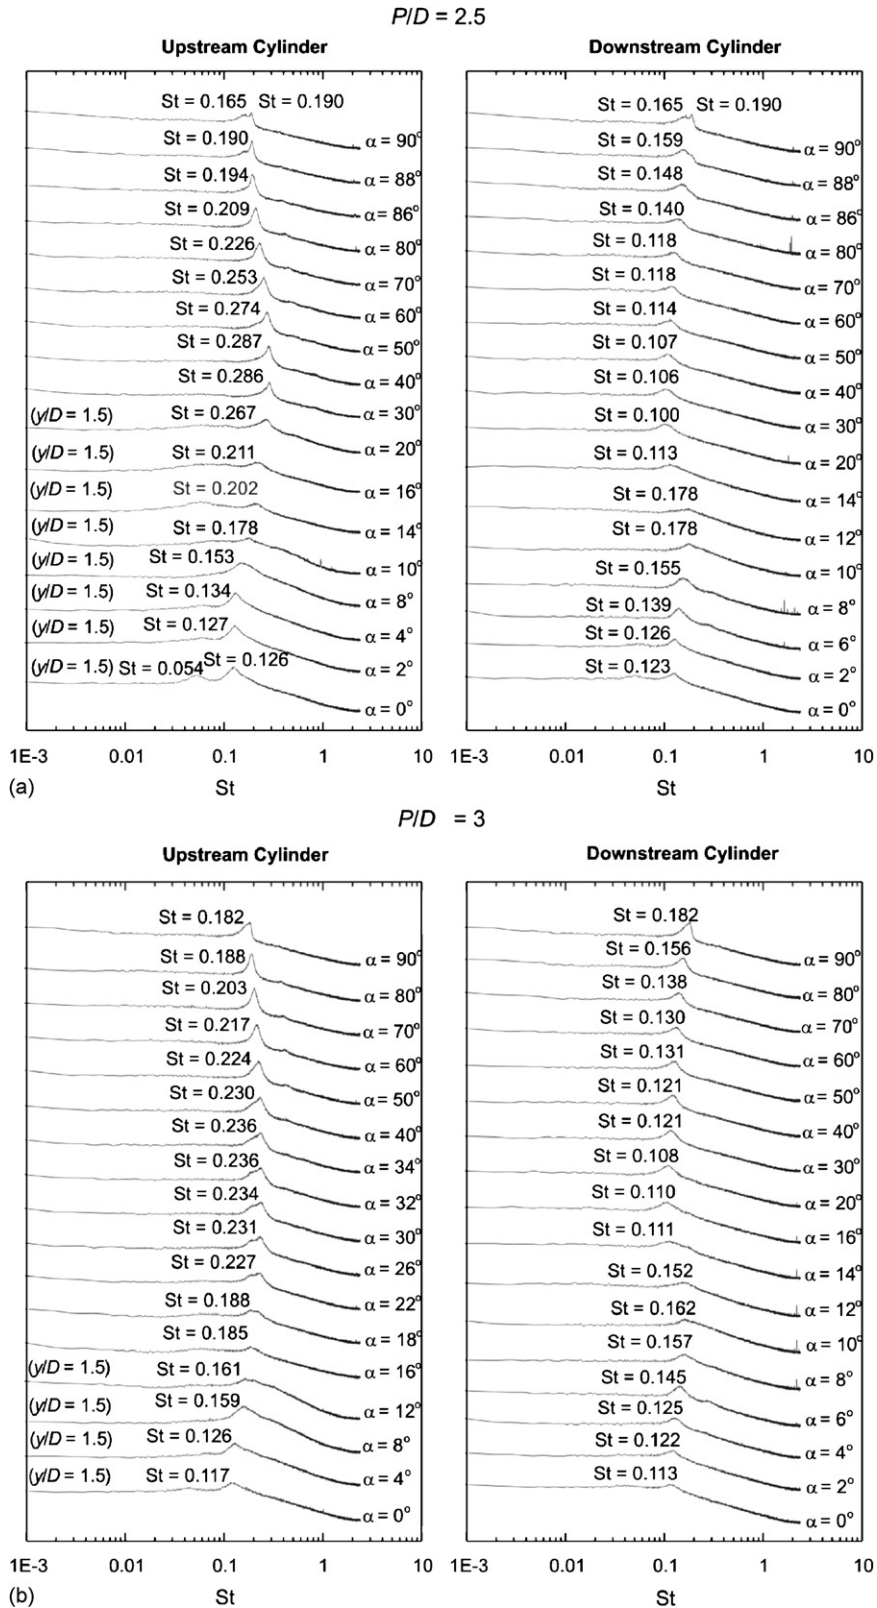 P/D = 2.5
Upstream Cylinder
St = 0.165 St = 0.190
α = 90°
St = 0.190
α = 88°
St = 0.194
α = 86°
St = 0.209
α = 80°
St = 0.226
α = 70°
St = 0.253
α = 60°
St = 0.274
α = 50°
St = 0.287
α = 40°
St = 0.286
α = 30°
(y/D = 1.5) St = 0.267
α = 20°
(y/D = 1.5) St = 0.211
α = 16°
(y/D = 1.5) St = 0.202
α = 14°
(y/D = 1.5) St = 0.178
α = 10°
(y/D = 1.5) St = 0.153
α = 8°
(y/D = 1.5) St = 0.134
α = 4°
(y/D = 1.5) St = 0.127
α = 2°
(y/D = 1.5) St = 0.054 St = 0.126
α = 0°
1E-3 0.01 0.1 1 10
St
Downstream Cylinder
St = 0.165 St = 0.190
α = 90°
St = 0.159
α = 88°
St = 0.148
α = 86°
St = 0.140
α = 80°
St = 0.118
α = 70°
St = 0.118
α = 60°
St = 0.114
α = 50°
St = 0.107
α = 40°
St = 0.106
α = 30°
St = 0.100
α = 20°
St = 0.113
α = 14°
St = 0.178
α = 12°
St = 0.178
α = 10°
St = 0.155
α = 8°
St = 0.139
α = 6°
St = 0.126
α = 2°
St = 0.123
α = 0°
1E-3 0.01 0.1 1 10
St
(a)
P/D = 3
Upstream Cylinder
St = 0.182
α = 90°
St = 0.188
α = 80°
St = 0.203
α = 70°
St = 0.217
α = 60°
St = 0.224
α = 50°
St = 0.230
α = 40°
St = 0.236
α = 34°
St = 0.236
α = 32°
St = 0.234
α = 30°
St = 0.231
α = 26°
St = 0.227
α = 22°
St = 0.188
α = 18°
St = 0.185
α = 16°
(y/D = 1.5) St = 0.161
α = 12°
(y/D = 1.5) St = 0.159
α = 8°
(y/D = 1.5) St = 0.126
α = 4°
(y/D = 1.5) St = 0.117
α = 0°
1E-3 0.01 0.1 1 10
St
Downstream Cylinder
St = 0.182
α = 90°
St = 0.156
α = 80°
St = 0.138
α = 70°
St = 0.130
α = 60°
St = 0.131
α = 50°
St = 0.121
α = 40°
St = 0.121
α = 30°
St = 0.108
α = 20°
St = 0.110
α = 16°
St = 0.111
α = 14°
St = 0.152
α = 12°
St = 0.162
α = 10°
St = 0.157
α = 8°
St = 0.145
α = 6°
St = 0.125
α = 4°
St = 0.122
α = 2°
St = 0.113
α = 0°
1E-3 0.01 0.1 1 10
St
(b)